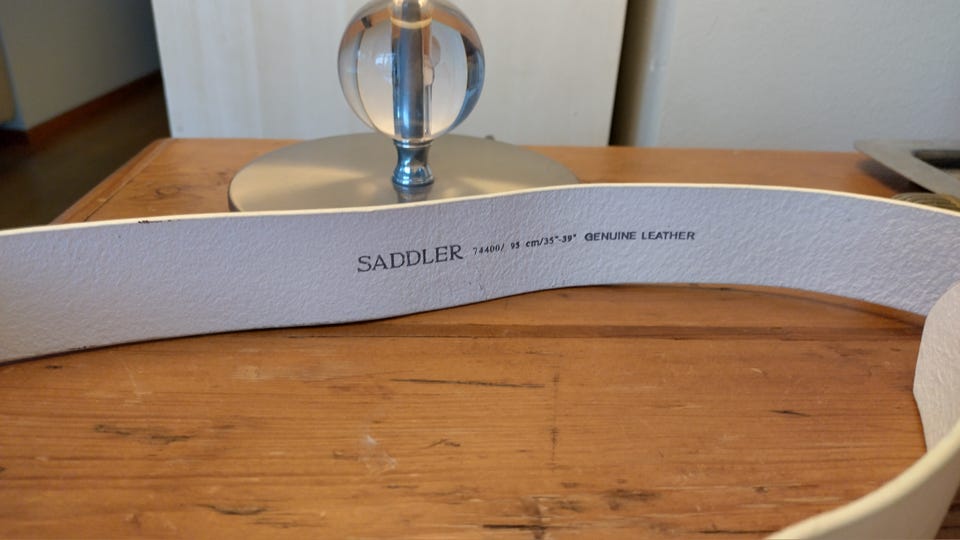 SADDLER 74400/ 95 cm/35"-39" GENUINE LEATHER